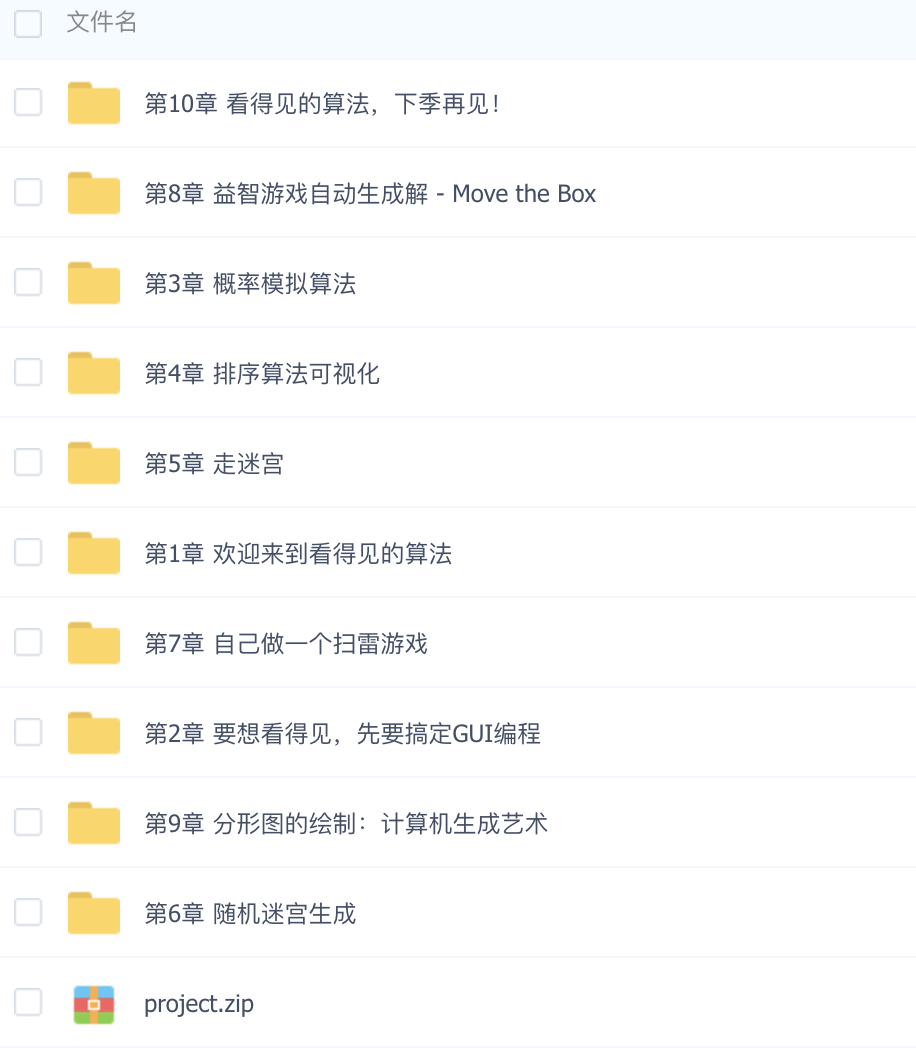 文件名
第10章 看得见的算法，下季再见！
第8章 益智游戏自动生成解 - Move the Box
第3章 概率模拟算法
第4章 排序算法可视化
第5章 走迷宫
第1章 欢迎来到看得见的算法
第7章 自己做一个扫雷游戏
第2章 要想看得见，先要搞定GUI编程
第9章 分形图的绘制：计算机生成艺术
第6章 随机迷宫生成
project.zip